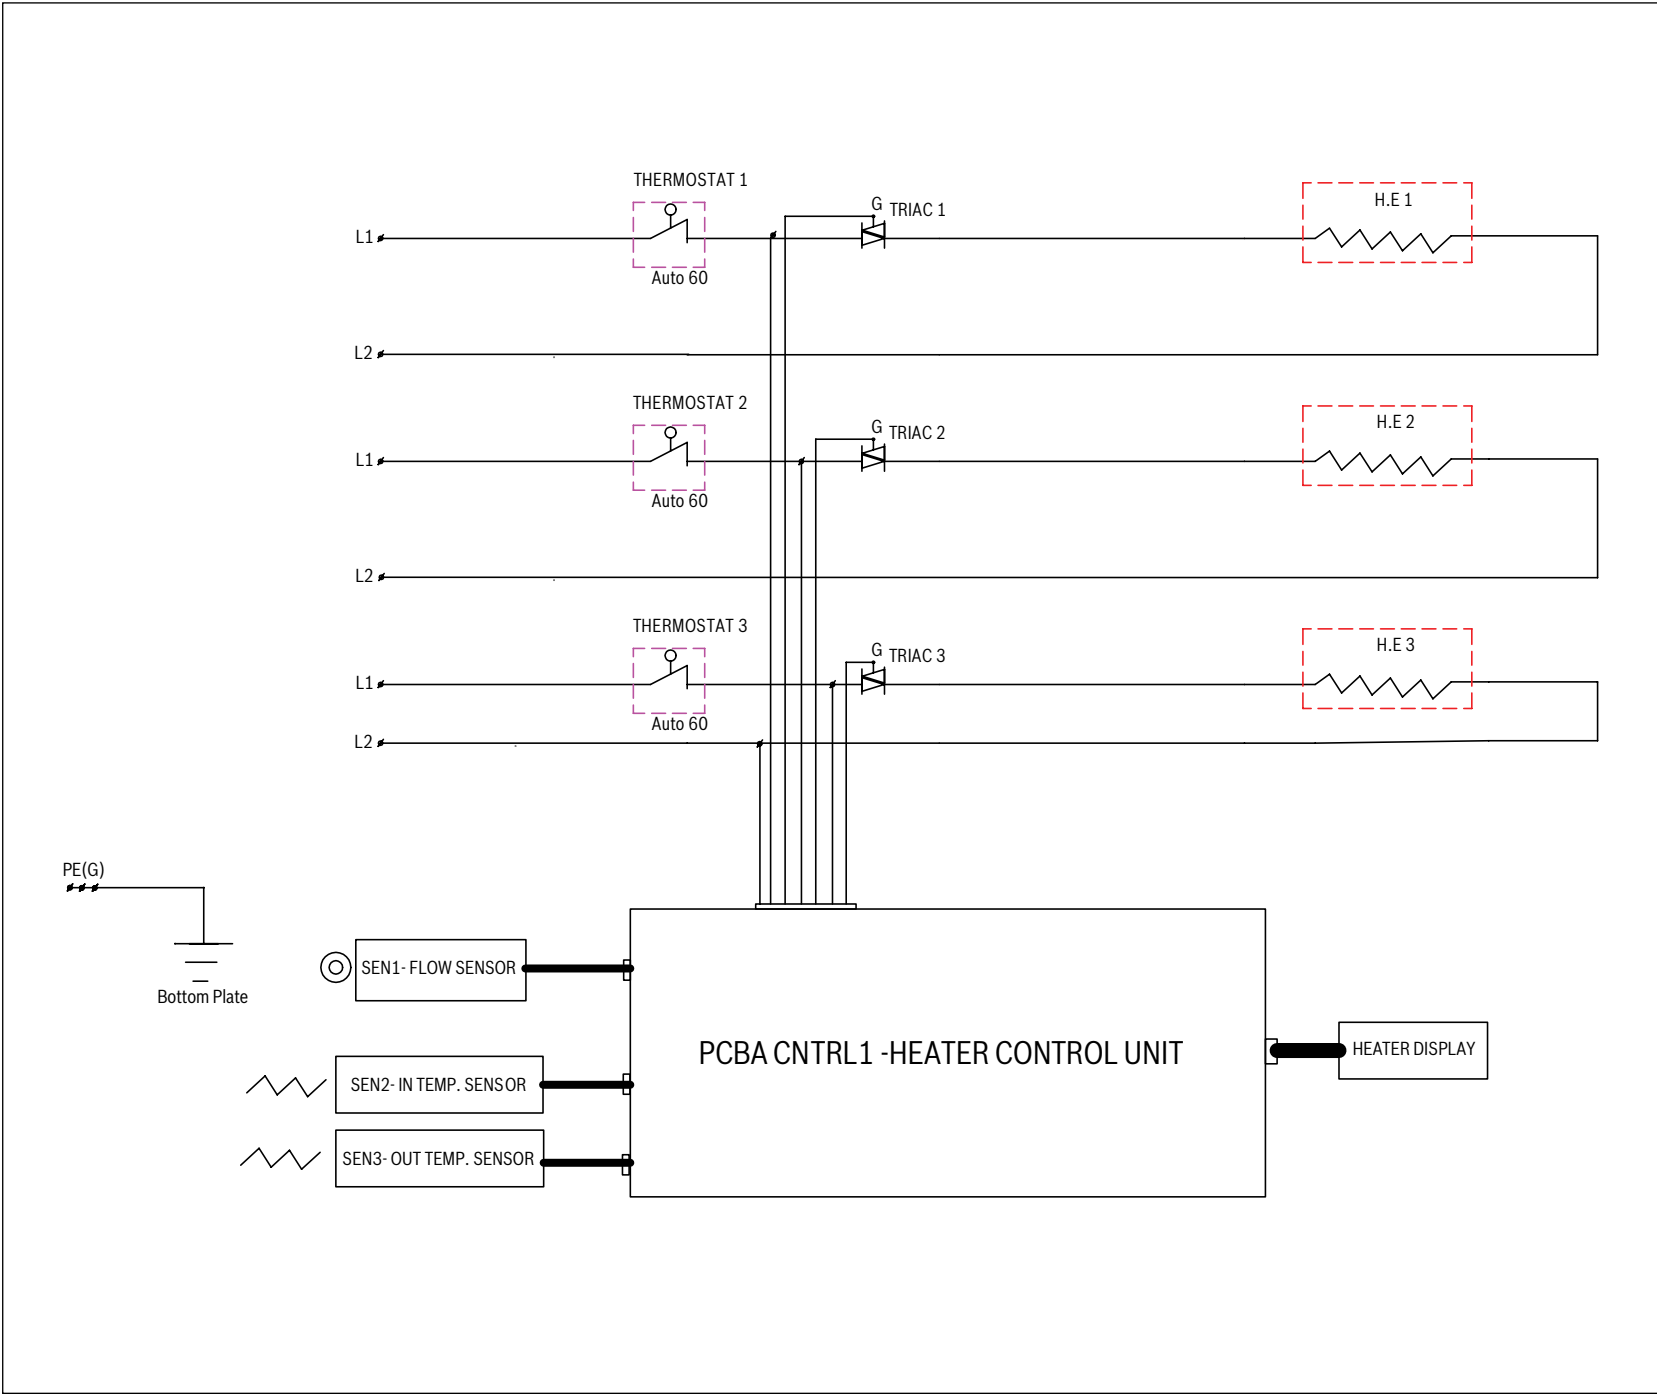 THERMOSTAT 1
G
TRIAC 1
H.E 1
L1
Auto 60
L2
THERMOSTAT 2
G
TRIAC 2
H.E 2
L1
Auto 60
L2
THERMOSTAT 3
G
TRIAC 3
H.E 3
L1
Auto 60
L2
PE(G)
Bottom Plate
SEN1- FLOW SENSOR
PCBA CNTRL1 -HEATER CONTROL UNIT
HEATER DISPLAY
SEN2- IN TEMP. SENSOR
SEN3- OUT TEMP. SENSOR